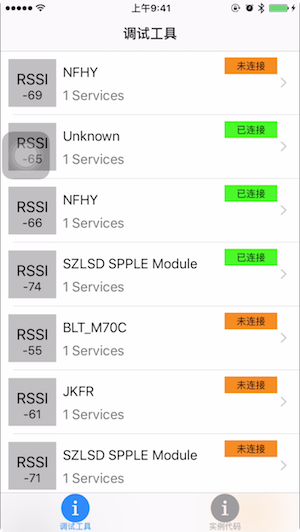 上午9:41
调试工具
RSSI
-69
NFHY
1 Services
未连接
RSSI
-65
Unknown
1 Services
已连接
RSSI
-66
NFHY
1 Services
已连接
RSSI
-74
SZLSD SPPLE Module
1 Services
已连接
RSSI
-55
BLT_M70C
1 Services
未连接
RSSI
-61
JKFR
1 Services
未连接
RSSI
-71
SZLSD SPPLE Module
1 Services
未连接
调试工具
实例代码